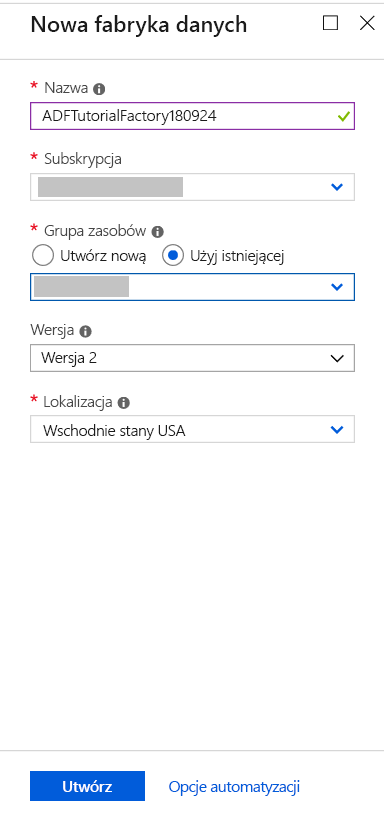 Nowa fabryka danych
* Nazwa
ADFTutorialFactory180924
* Subskrypcja
* Grupa zasobów
Utwórz nową Użyj istniejącej
Wersja
Wersja 2
* Lokalizacja
Wschodnie stany USA
Utwórz Opcje automatyzacji